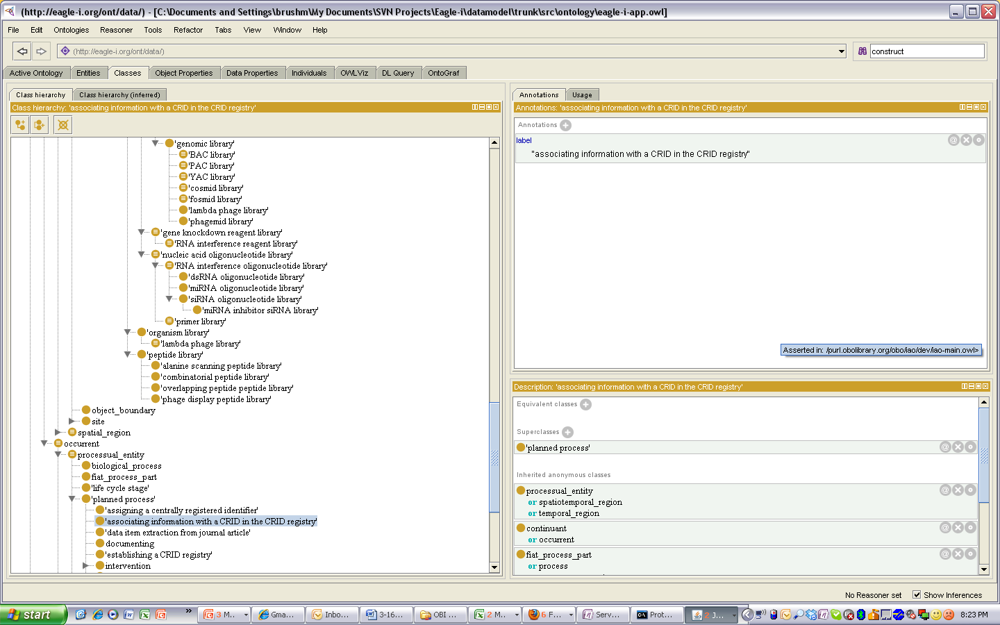 (http://eagle-i.org/ont/data/) - [C:\Documents and Settings\brushm\My Documents\SVN Projects\Eagle-i\datamodel\trunk\src\ontology\eagle-i-app.owl]
File Edit Ontologies Reasoner Tools Refactor Tabs View Window Help
(http://eagle-i.org/ont/data/)
construct
Active Ontology Entities Classes Object Properties Data Properties Individuals OWLViz DL Query OntoGraf
Class hierarchy Class hierarchy (inferred)
Class hierarchy: 'associating information with a CRID in the CRID registry'
'genomic library'
'BAC library'
'PAC library'
'YAC library'
'cosmid library'
'fosmid library'
'lambda phage library'
'phagemid library'
'gene knockdown reagent library'
'RNA interference reagent library'
'nucleic acid oligonucleotide library'
'RNA interference oligonucleotide library'
'dsRNA oligonucleotide library'
'miRNA oligonucleotide library'
'siRNA oligonucleotide library'
'miRNA inhibitor siRNA library'
'primer library'
'organism library'
'lambda phage library'
'peptide library'
'alanine scanning peptide library'
'combinatorial peptide library'
'overlapping peptide peptide library'
'phage display peptide library'
object_boundary
site
spatial_region
occurrent
processual_entity
biological_process
fiat_process_part
'life cycle stage'
'planned process'
'assigning a centrally registered identifier'
'associating information with a CRID in the CRID registry'
'data item extraction from journal article'
documenting
'establishing a CRID registry'
intervention
Annotations Usage
Annotations: 'associating information with a CRID in the CRID registry'
Annotations
label
"associating information with a CRID in the CRID registry"
Asserted in: /purl.obolibrary.org/obo/iao/dev/iao-main.owl>
Description: 'associating information with a CRID in the CRID registry'
Equivalent classes
Superclasses
'planned process'
Inherited anonymous classes
processual_entity
or spatiotemporal_region
or temporal_region
continuant
or occurrent
fiat_process_part
or process
No Reasoner set Show Inferences
start 3 M... Gma... Inbo... 3-16... OBI ... 2 M... 6 F... Serv... Prot... 2 J... 8:23 PM